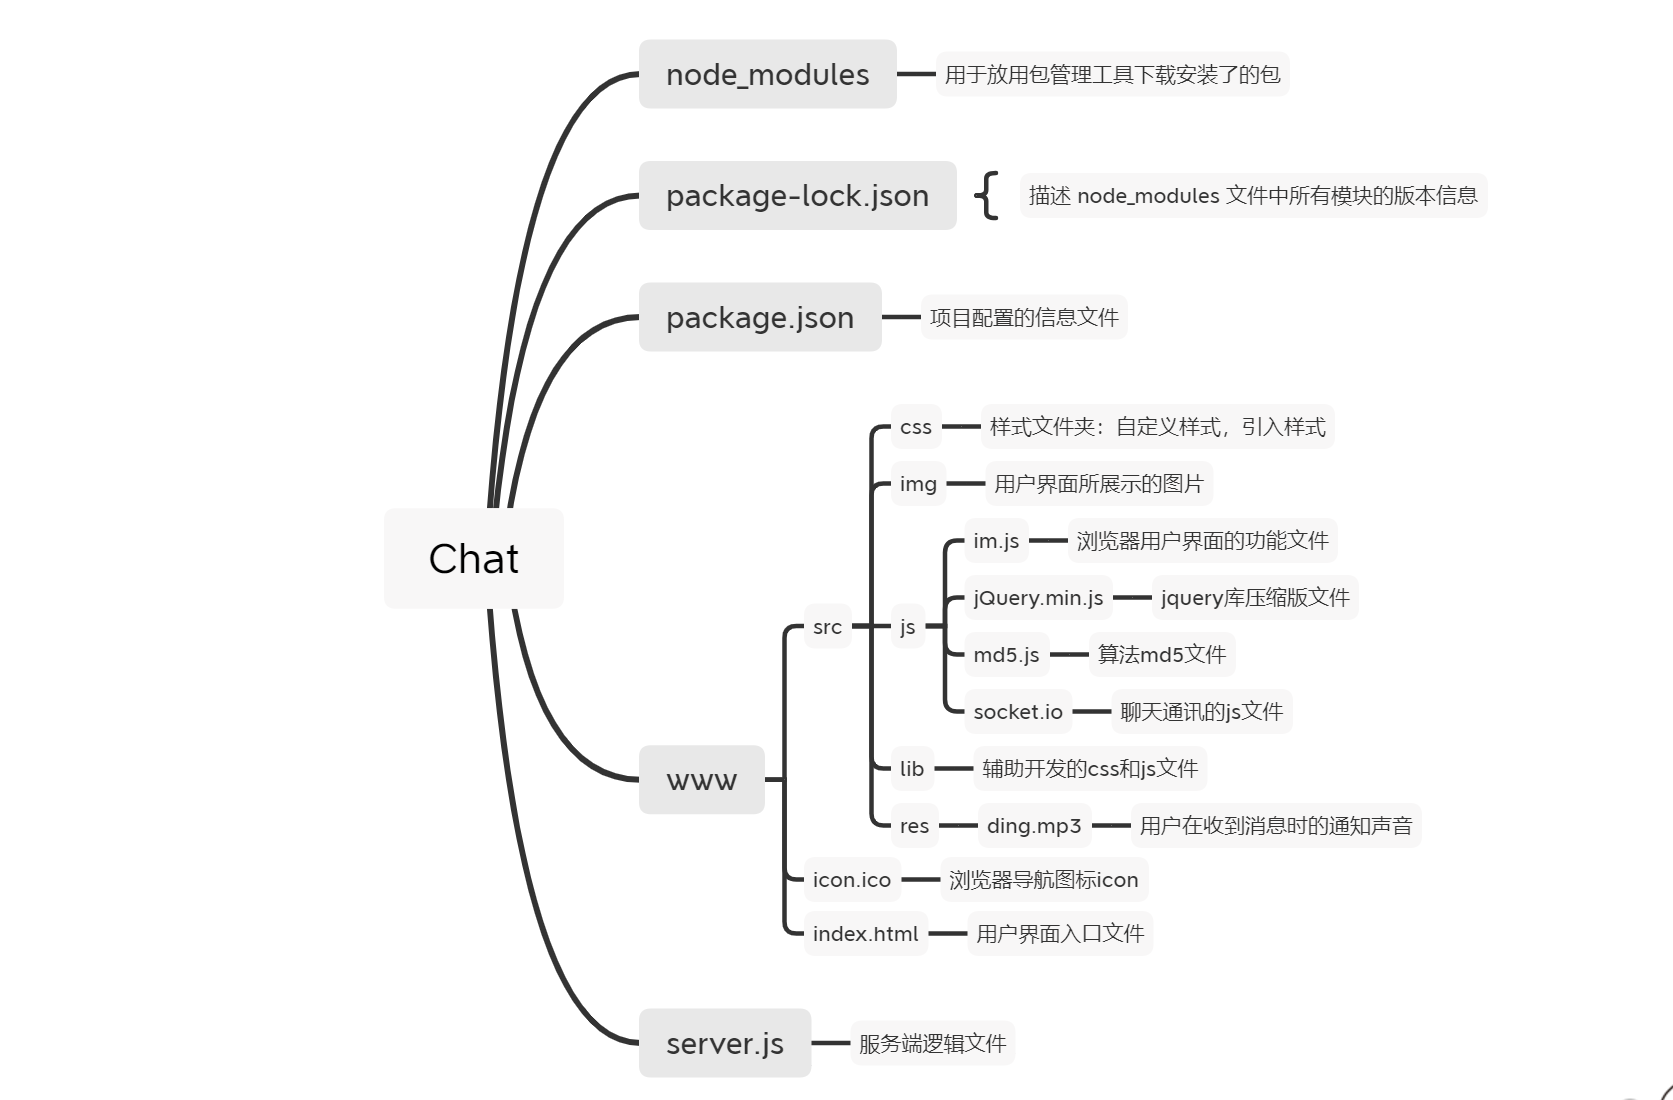 node_modules
用于放用包管理工具下载安装了的包
package-lock.json
描述 node_modules 文件中所有模块的版本信息
package.json
项目配置的信息文件
css
样式文件夹：自定义样式，引入样式
img
用户界面所展示的图片
im.js
浏览器用户界面的功能文件
Chat
jQuery.min.js
jquery库压缩版文件
src
js
md5.js
算法md5文件
socket.io
聊天通讯的js文件
www
lib
辅助开发的css和js文件
res
ding.mp3
用户在收到消息时的通知声音
icon.ico
浏览器导航图标icon
index.html
用户界面入口文件
server.js
服务端逻辑文件